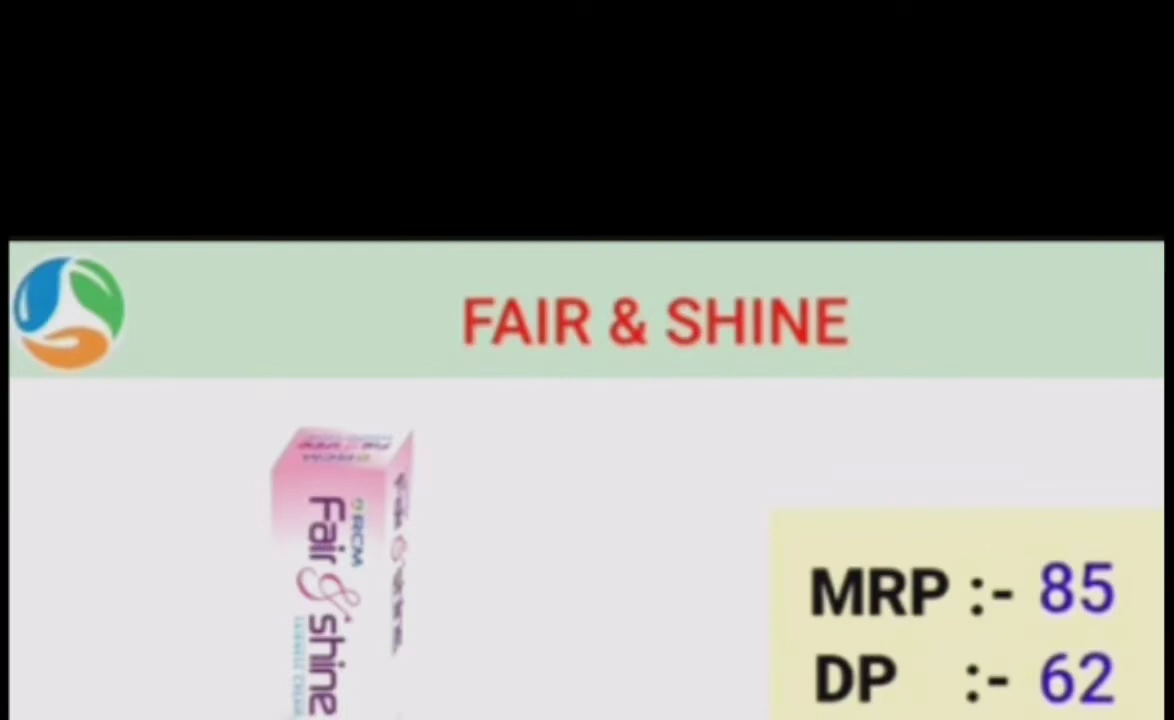 FAIR & SHINE
RCM
Fair & shine
MRP :- 85
DP :- 62